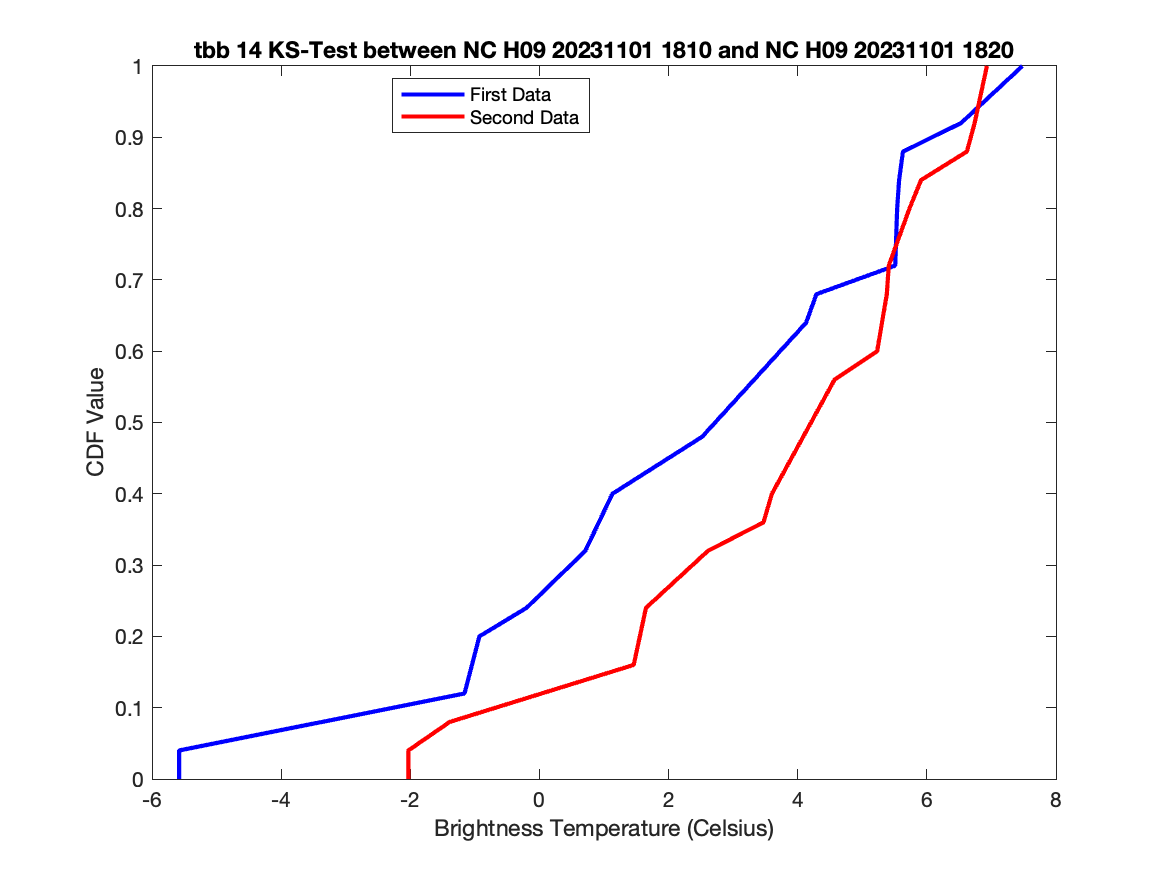 tbb 14 KS-Test between NC H09 20231101 1810 and NC H09 20231101 1820
First Data
Second Data
1
0.9
0.8
0.7
0.6
0.5
0.4
0.3
0.2
0.1
0
CDF Value
-6 -4 -2 0 2 4 6 8
Brightness Temperature (Celsius)